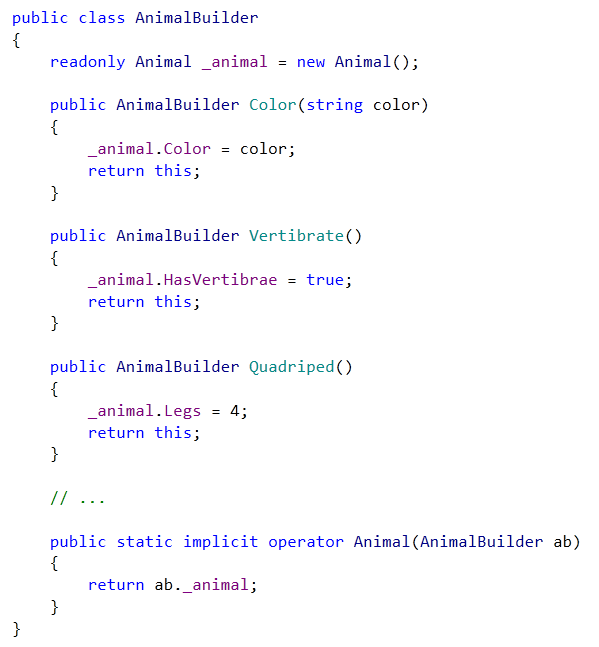 public class AnimalBuilder
{
    readonly Animal _animal = new Animal();

    public AnimalBuilder Color(string color)
    {
        _animal.Color = color;
        return this;
    }

    public AnimalBuilder Vertibrate()
    {
        _animal.HasVertibrae = true;
        return this;
    }

    public AnimalBuilder Quadriped()
    {
        _animal.Legs = 4;
        return this;
    }

    // ...

    public static implicit operator Animal(AnimalBuilder ab)
    {
        return ab._animal;
    }
}